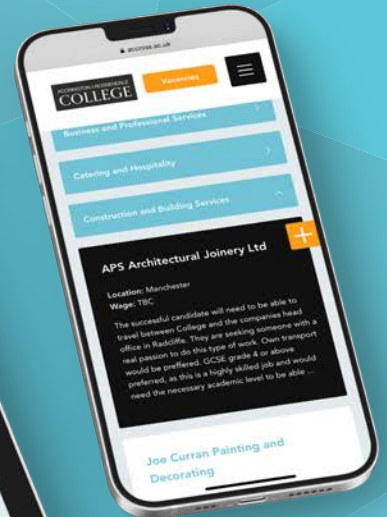 accross.ac.uk
ACCRINGTON & ROSSENDALE
COLLEGE
Vacancies
Business and Professional Services
Catering and Hospitality
Construction and Building Services
APS Architectural Joinery Ltd
Location: Manchester
Wage: TBC
The successful candidate will need to be able to
travel between College and the companies head
office in Radcliffe. They are seeking someone with a
real passion to do this type of work. Own transport
would be preffered. GCSE grade 4 or above
preferred, as this is a highly skilled job and would
need the necessary academic level to be able ...
Joe Curran Painting and
Decorating